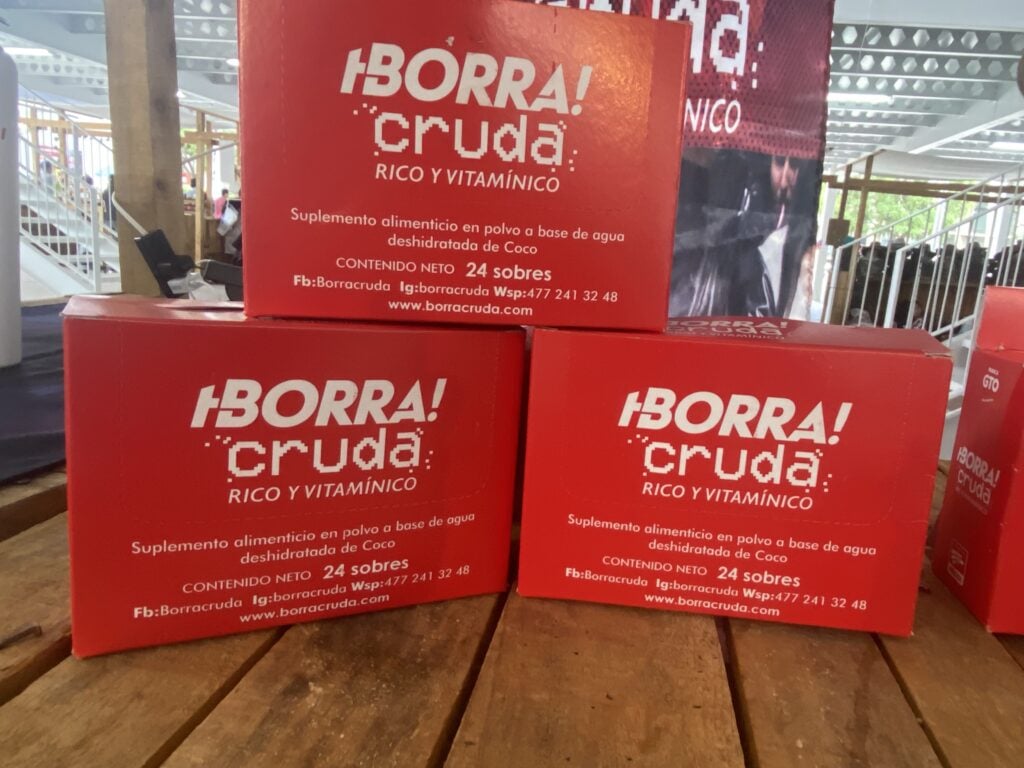 ¡BORRA!
cruda
RICO Y VITAMÍNICO
Suplemento alimenticio en polvo a base de agua
deshidratada de Coco
CONTENIDO NETO 24 sobres
Fb:Borracruda Ig:borracruda Wsp:477 241 32 48
www.borracruda.com
¡BORRA!
cruda
RICO Y VITAMÍNICO
Suplemento alimenticio en polvo a base de agua
deshidratada de Coco
CONTENIDO NETO 24 sobres
Fb:Borracruda Ig:borracruda Wsp:477 241 32 48
www.borracruda.com
¡BORRA!
cruda
RICO Y VITAMÍNICO
Suplemento alimenticio en polvo a base de agua
deshidratada de Coco
CONTENIDO NETO 24 sobres
Fb:Borracruda Ig:borracruda Wsp:477 241 32 48
www.borracruda.com
GTO
¡BORRA!
cruda